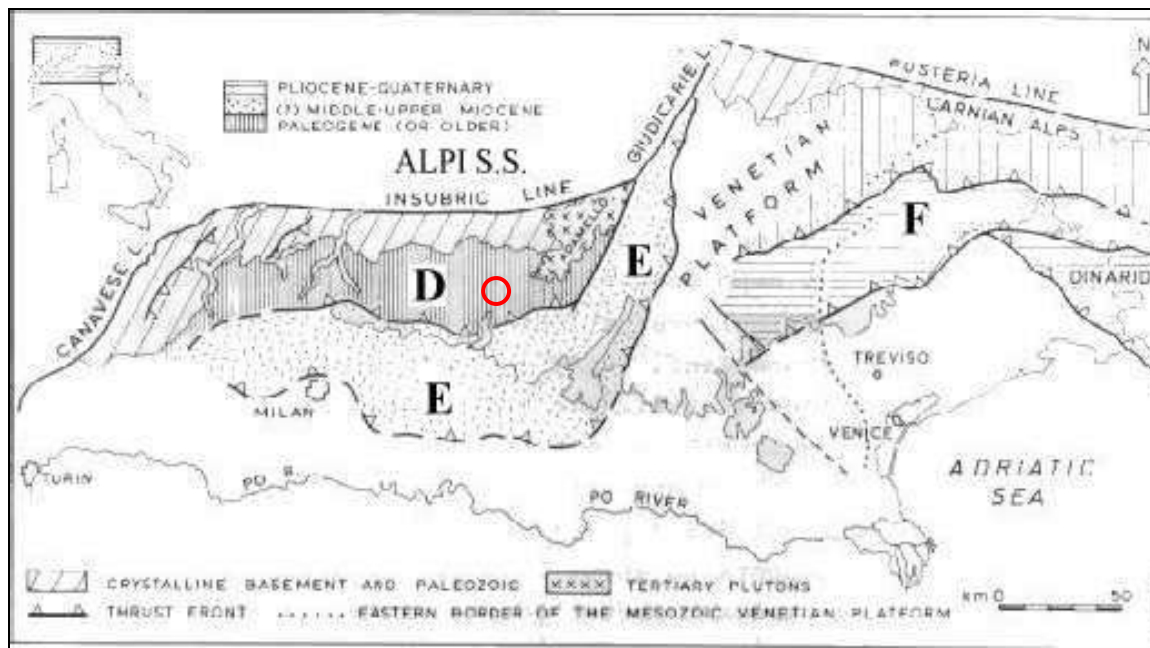 N
PLIOCENE-QUATERNARY
(?) MIDDLE-UPPER MIOCENE
PALEOGENE (OR OLDER)
ALPI S.S.
INSUBRIC LINE
GIUDICARIE L.
PUSTERIA LINE
CARNIAN ALPS
VENETIAN
PLATFORM
ADAMELLO
CANAVESE L.
D
E
F
E
DINARID
TREVISO
MILAN
VENICE
ADRIATIC
SEA
TURIN
PO R.
PO RIVER
CRYSTALLINE BASEMENT AND PALEOZOIC
TERTIARY PLUTONS
THRUST FRONT
EASTERN BORDER OF THE MESOZOIC VENETIAN PLATFORM
km 0 50